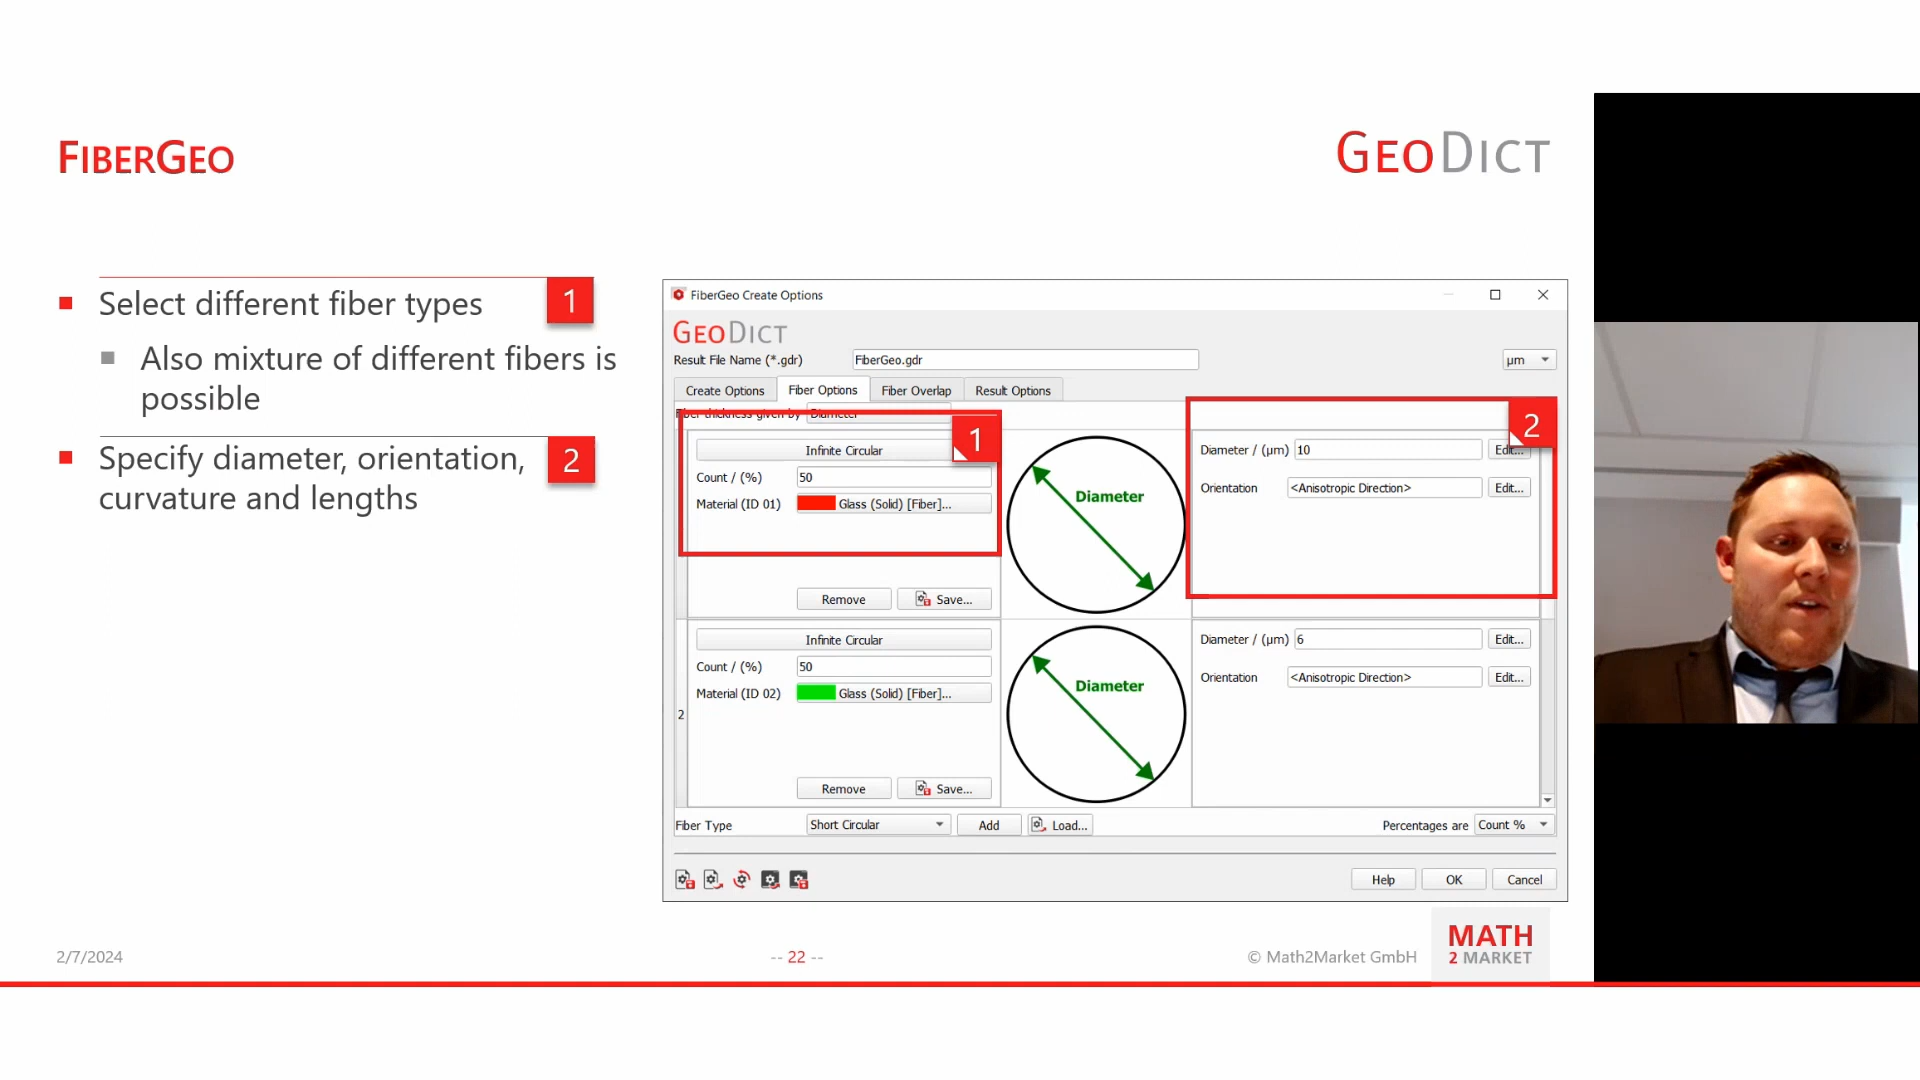 FIBERGEO
GEODICT
Select different fiber types
1
Also mixture of different fibers is
possible
Specify diameter, orientation,
2
curvature and lengths
FiberGeo Create Options
GEODICT
Result File Name (*.gdr)
FiberGeo.gdr
µm
Create Options
Fiber Options
Fiber Overlap
Result Options
Fiber thickness given by
Diameter
1
Infinite Circular
Count / (%)
50
Material (ID 01)
Glass (Solid) [Fiber]...
Remove
Save...
Diameter
2
Diameter / (µm)
10
Edit...
Orientation
<Anisotropic Direction>
Edit...
2
Infinite Circular
Count / (%)
50
Material (ID 02)
Glass (Solid) [Fiber]...
Remove
Save...
Diameter
Diameter / (µm)
6
Edit...
Orientation
<Anisotropic Direction>
Edit...
Fiber Type
Short Circular
Add
Load...
Percentages are
Count %
Help
OK
Cancel
2/7/2024
-- 22 --
© Math2Market GmbH
MATH
2 MARKET